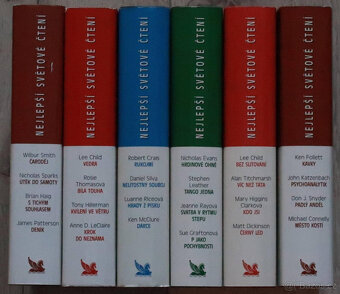 NEJLEPŠÍ SVĚTOVÉ ČTENÍ
Wilbur Smith
ČARODĚJ
Nicholas Sparks
ÚTĚK DO SAMOTY
Brian Haig
S TICHÝM
SOUHLASEM
James Patterson
DENÍK
NEJLEPŠÍ SVĚTOVÉ ČTENÍ
Lee Child
VEDRA
Rosie
Thomasová
BÍLÁ TOUHA
Tony Hillerman
KVÍLENÍ VE VĚTRU
Anne D. LeClaire
KROK
DO NEZNÁMA
NEJLEPŠÍ SVĚTOVÉ ČTENÍ
Robert Crais
RUKOJMÍ
Daniel Silva
NELÍTOSTNÝ SOUBOJ
Luanne Riceová
HRADY Z PÍSKU
Ken McClure
DÁRCE
NEJLEPŠÍ SVĚTOVÉ ČTENÍ
Nicholas Evans
HRDINOVÉ OHNĚ
Stephen
Leather
TANGO JEDNA
Jeanne Rayová
SVATBA V RYTMU
STEPU
Sue Graftonová
P JAKO
POCHYBNOSTI
NEJLEPŠÍ SVĚTOVÉ ČTENÍ
Lee Child
BEZ SLITOVÁNÍ
Alan Titchmarsh
VÍC NEŽ TÁTA
Mary Higgins
Clarková
KDO JSI
Matt Dickinson
ČERNÝ LED
NEJLEPŠÍ SVĚTOVÉ ČTENÍ
Ken Follett
KAVKY
John Katzenbach
PSYCHOANALYTIK
Don J. Snyder
PADLÝ ANDĚL
Michael Connelly
MĚSTO KOSTÍ